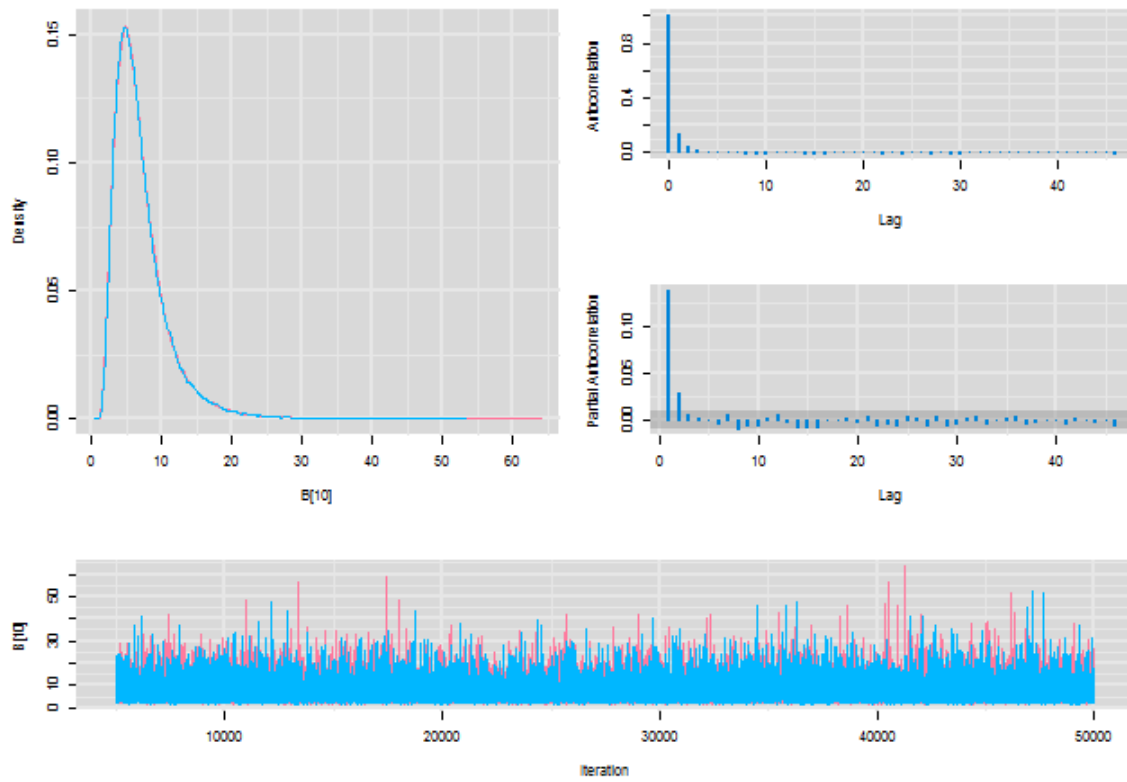 0.15
0.10
0.05
0.00
Density
0 10 20 30 40 50 60
B[10]
0.8
0.4
0.0
Autocorrelation
0 10 20 30 40
Lag
0.10
0.05
0.00
Partial Autocorrelation
0 10 20 30 40
Lag
50
30
10
0
B[10]
10000 20000 30000 40000 50000
Iteration